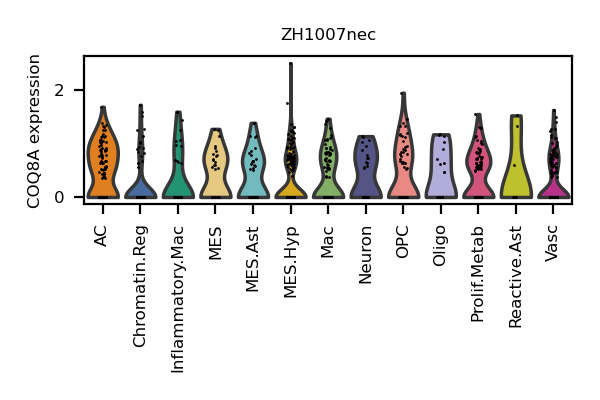 ZH1007nec
COQ8A expression
2
0
AC
Chromatin.Reg
Inflammatory.Mac
MES
MES.Ast
MES.Hyp
Mac
Neuron
OPC
Oligo
Prolif.Metab
Reactive.Ast
Vasc